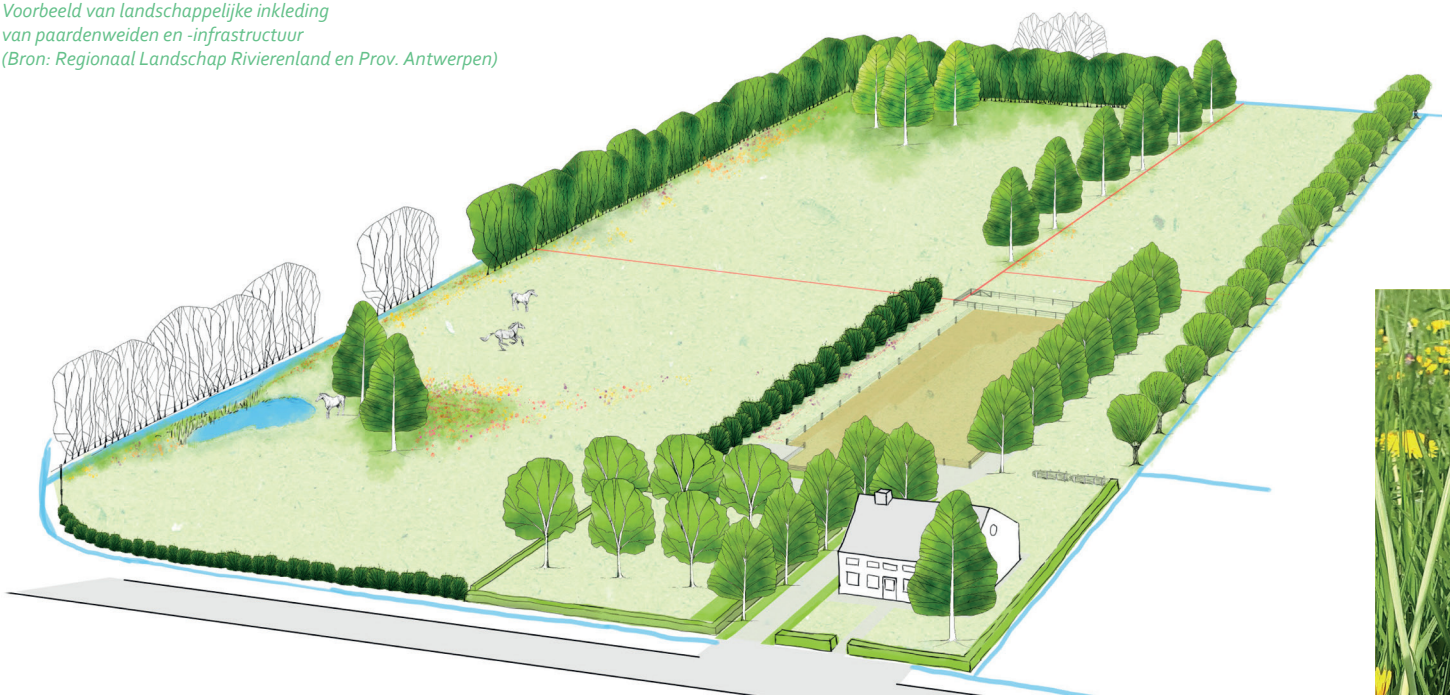 Voorbeeld van landschappelijke inkleding
van paardenweiden en -infrastructuur
(Bron: Regionaal Landschap Rivierenland en Prov. Antwerpen)